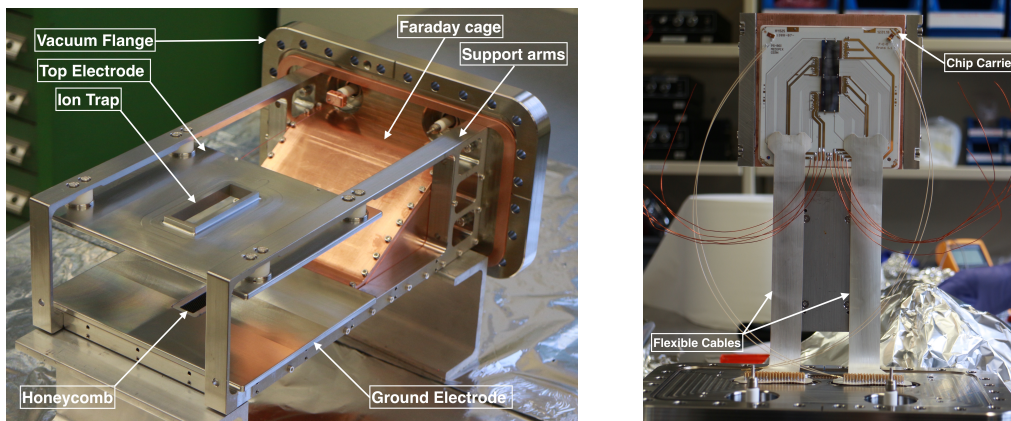 Vacuum Flange
Top Electrode
Ion Trap
Faraday cage
Support arms
Honeycomb
Ground Electrode
Chip Carrie
Flexible Cables